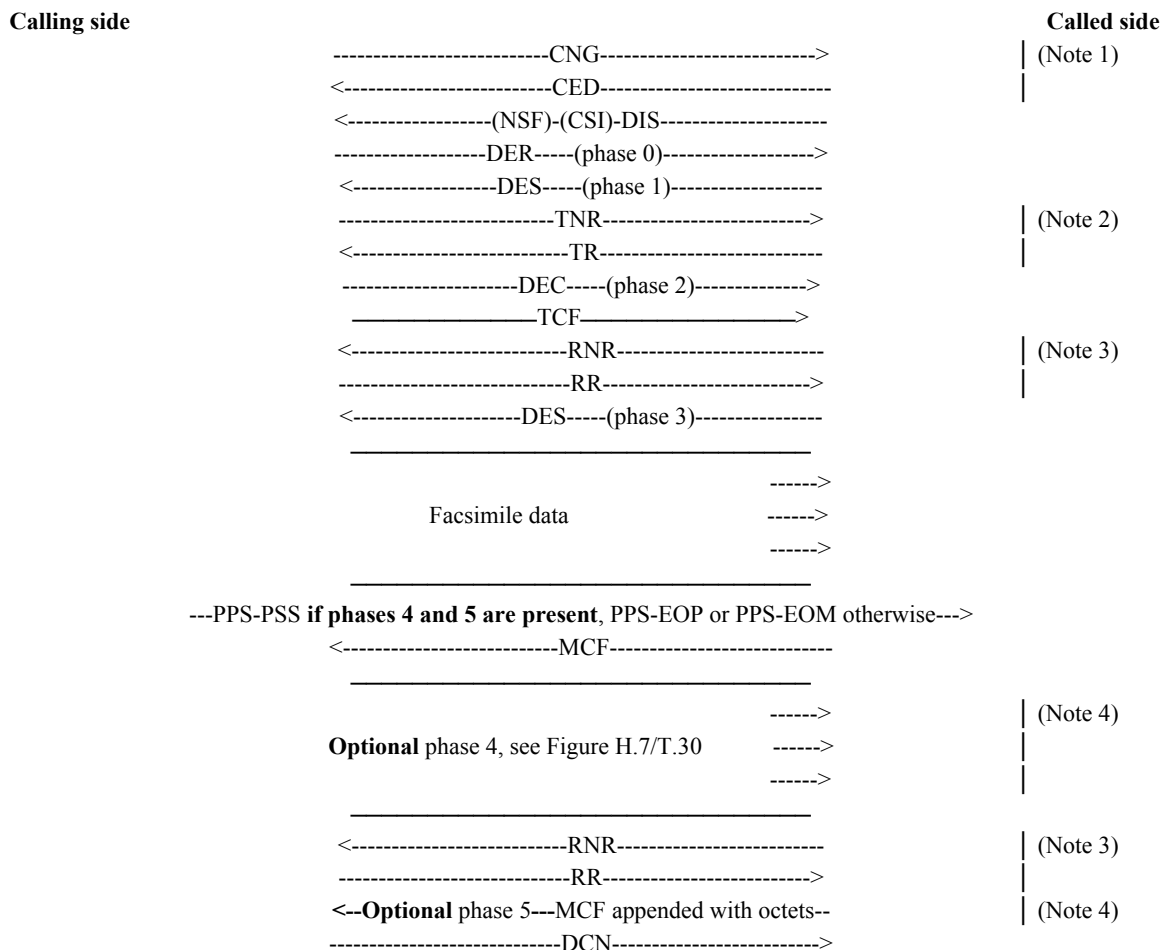 Calling side Called side
---------------------------CNG---------------------------> (Note 1)
<--------------------------CED-----------------------------
<------------------(NSF)-(CSI)-DIS---------------------
-------------------DER-----(phase 0)------------------->
<------------------DES-----(phase 1)-------------------
---------------------------TNR--------------------------> (Note 2)
<---------------------------TR----------------------------
----------------------DEC-----(phase 2)-------------->
TCF>
<---------------------------RNR-------------------------- (Note 3)
-----------------------------RR-------------------------->
<---------------------DES-----(phase 3)----------------
------>
Facsimile data ------>
------>
---PPS-PSS if phases 4 and 5 are present, PPS-EOP or PPS-EOM otherwise--->
<---------------------------MCF----------------------------
------> (Note 4)
Optional phase 4, see Figure H.7/T.30 ------>
------>
<---------------------------RNR-------------------------- (Note 3)
-----------------------------RR-------------------------->
<--Optional phase 5---MCF appended with octets-- (Note 4)
-----------------------------DCN-------------------------->